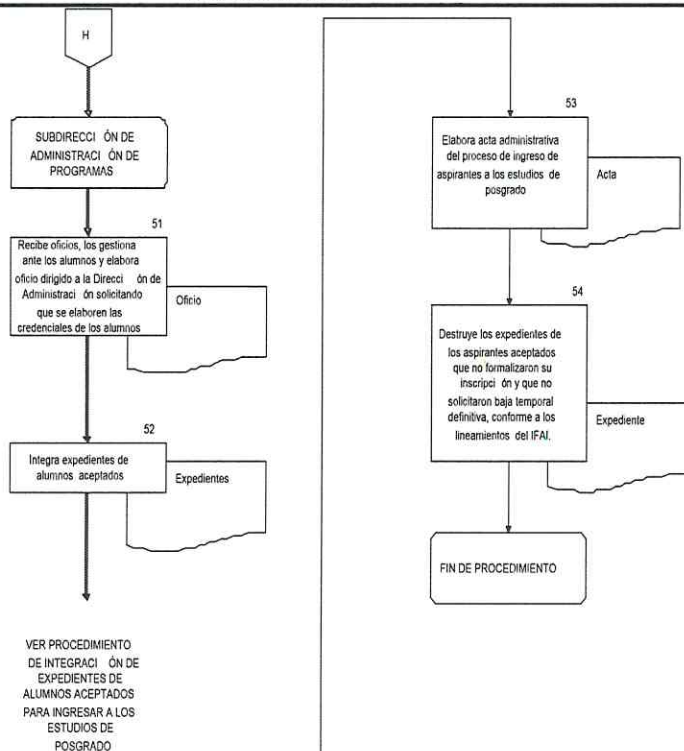 H
SUBDIRECCI ÓN DE
ADMINISTRACI ÓN DE
PROGRAMAS
51
Recibe oficios, los gestiona
ante los alumnos y elabora
oficio dirigido a la Direcci ón de
Administraci ón solicitando
que se elaboren las
credenciales de los alumnos
Oficio
52
Integra expedientes de
alumnos aceptados
Expedientes
VER PROCEDIMIENTO
DE INTEGRACI ÓN DE
EXPEDIENTES DE
ALUMNOS ACEPTADOS
PARA INGRESAR A LOS
ESTUDIOS DE
POSGRADO
53
Elabora acta administrativa
del proceso de ingreso de
aspirantes a los estudios de
posgrado
Acta
54
Destruye los expedientes de
los aspirantes aceptados
que no formalizaron su
inscripci ón y que no
solicitaron baja temporal
definitiva, conforme a los
lineamientos del IFAI.
Expediente
FIN DE PROCEDIMIENTO